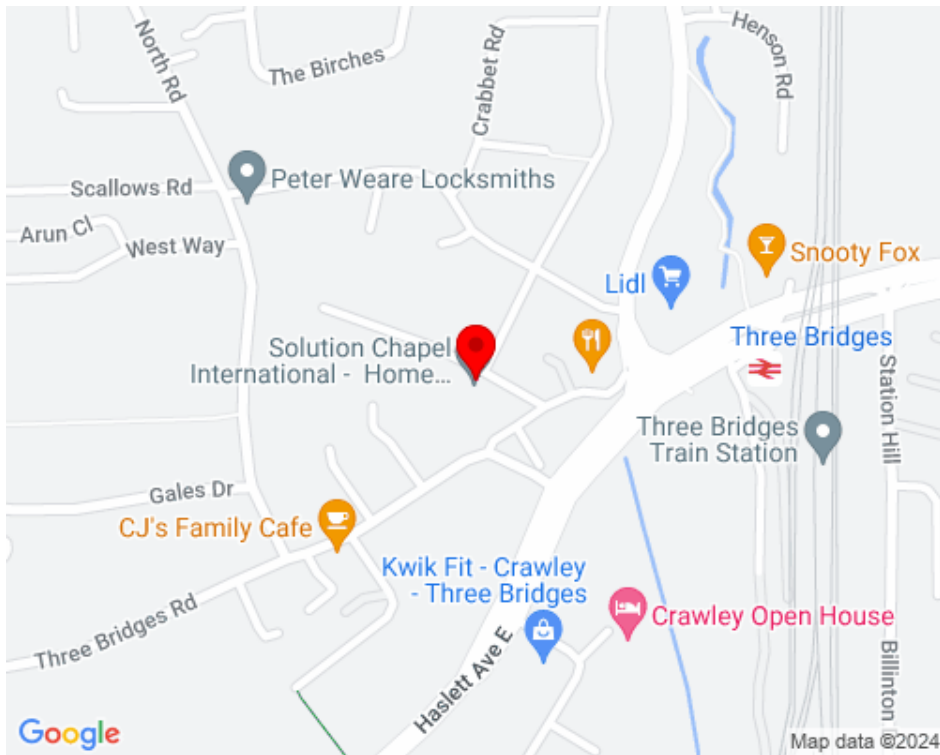 North Rd
The Birches
Crabbet Rd
Henson Rd
Scallows Rd
Peter Weare Locksmiths
Arun Cl
West Way
Snooty Fox
Lidl
Three Bridges
Solution Chapel
International - Home...
Station Hill
Three Bridges
Train Station
Gales Dr
CJ's Family Cafe
Kwik Fit - Crawley
- Three Bridges
Crawley Open House
Three Bridges Rd
Haslett Ave E
Billinton
Google
Map data ©2024